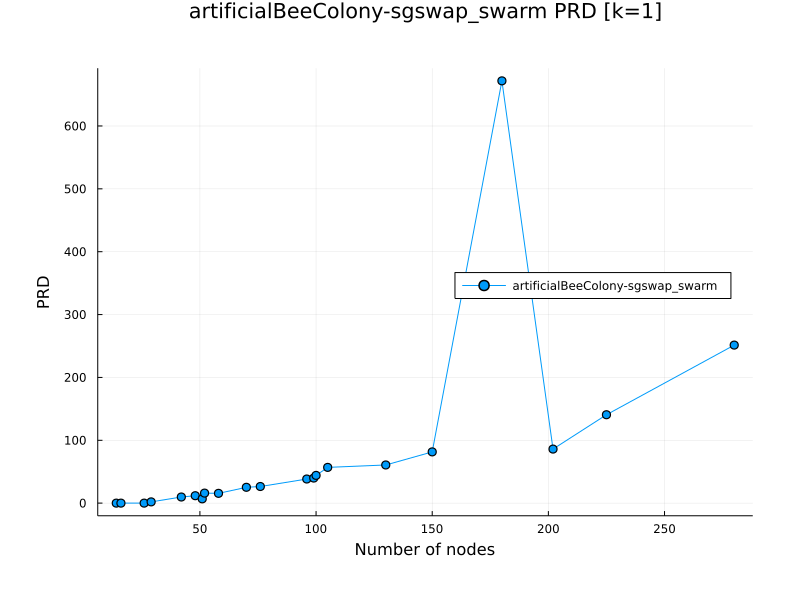 artificialBeeColony-sgswap_swarm PRD [k=1]
600
500
400
artificialBeeColony-sgswap_swarm
PRD
300
200
100
0
50 100 150 200 250
Number of nodes